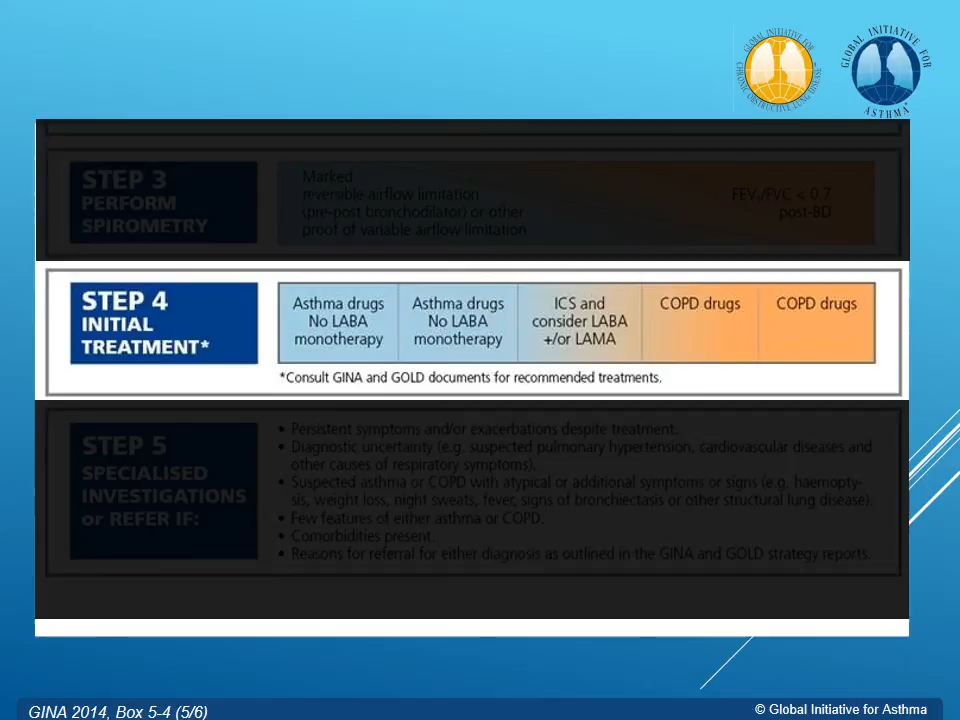 GLOBAL INITIATIVE FOR
CHRONIC OBSTRUCTIVE LUNG DISEASE
GLOBAL INITIATIVE FOR
ASTHMA
STEP 3
PERFORM
SPIROMETRY
Marked
reversible airflow limitation
(pre-post bronchodilator) or other
proof of variable airflow limitation
FEV₁/FVC < 0.7
post-BD
STEP 4
INITIAL
TREATMENT*
Asthma drugs
No LABA
monotherapy
Asthma drugs
No LABA
monotherapy
ICS and
consider LABA
+/or LAMA
COPD drugs
COPD drugs
*Consult GINA and GOLD documents for recommended treatments.
STEP 5
SPECIALISED
INVESTIGATIONS
or REFER IF:
• Persistent symptoms and/or exacerbations despite treatment.
• Diagnostic uncertainty (e.g. suspected pulmonary hypertension, cardiovascular diseases and
other causes of respiratory symptoms).
• Suspected asthma or COPD with atypical or additional symptoms or signs (e.g. haemopty-
sis, weight loss, night sweats, fever, signs of bronchiectasis or other structural lung disease).
• Few features of either asthma or COPD.
• Comorbidities present.
• Reasons for referral for either diagnosis as outlined in the GINA and GOLD strategy reports.
GINA 2014, Box 5-4 (5/6)
© Global Initiative for Asthma